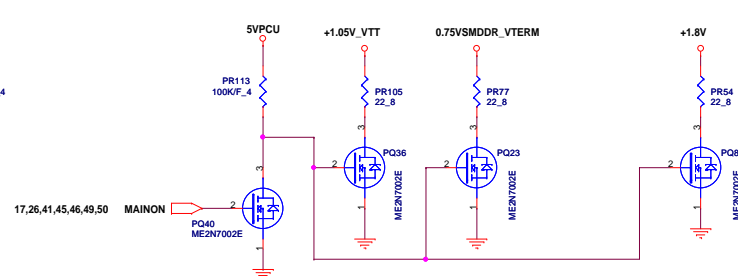 5VPCU
+1.05V_VTT
0.75VSMDDR_VTERM
+1.8V
4
PR113
100K/F_4
PR105
22_8
PR77
22_8
PR54
22_8
3
3
3
2
PQ36
2
PQ23
2
PQ8
3
ME2N7002E
ME2N7002E
ME2N7002E
1
1
1
17,26,41,45,46,49,50 MAINON
2
PQ40
ME2N7002E
1